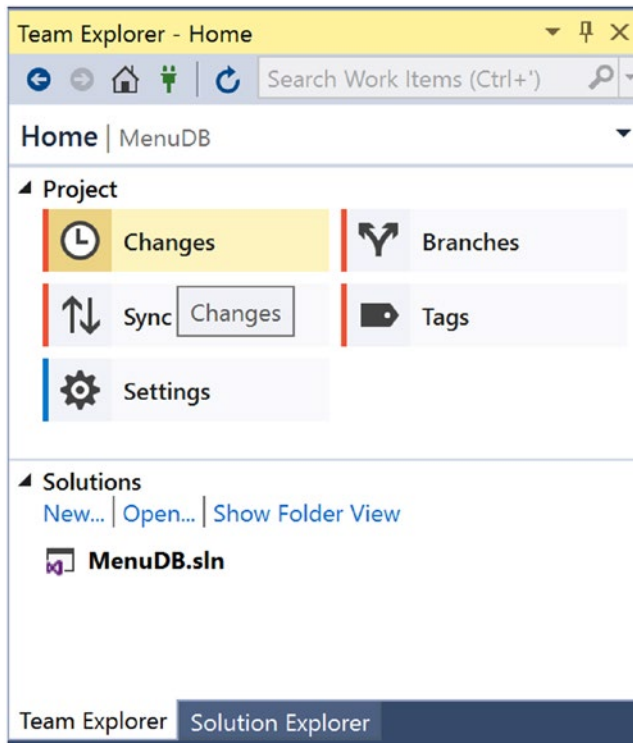 Team Explorer - Home
Search Work Items (Ctrl+')
Home | MenuDB
Project
Changes
Branches
Sync
Changes
Tags
Settings
Solutions
New... | Open... | Show Folder View
MenuDB.sln
Team Explorer
Solution Explorer